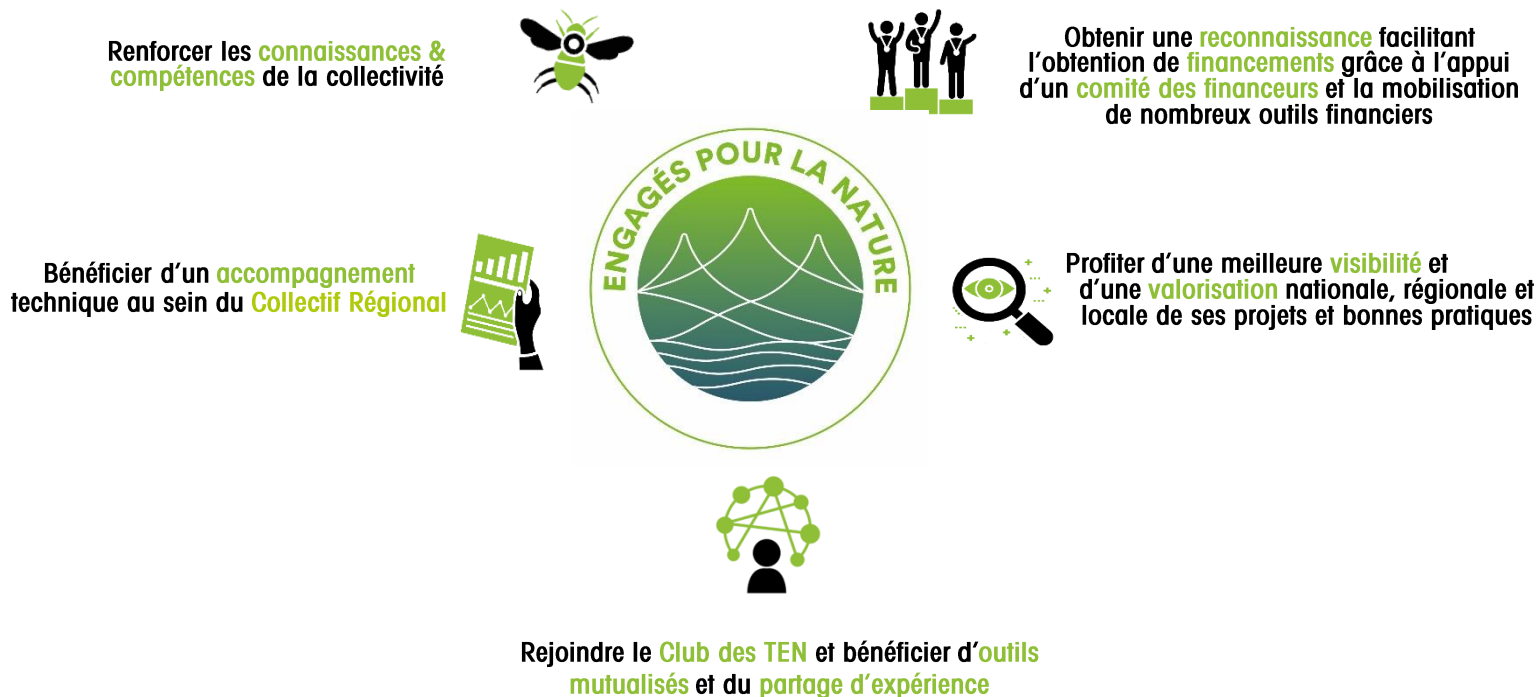 Renforcer les connaissances &
compétences de la collectivité
Obtenir une reconnaissance facilitant
l'obtention de financements grâce à l'appui
d'un comité des financeurs et la mobilisation
de nombreux outils financiers
ENGAGÉS POUR LA NATURE
Bénéficier d'un accompagnement
technique au sein du Collectif Régional
Profiter d'une meilleure visibilité et
d'une valorisation nationale, régionale et
locale de ses projets et bonnes pratiques
Rejoindre le Club des TEN et bénéficier d'outils
mutualisés et du partage d'expérience